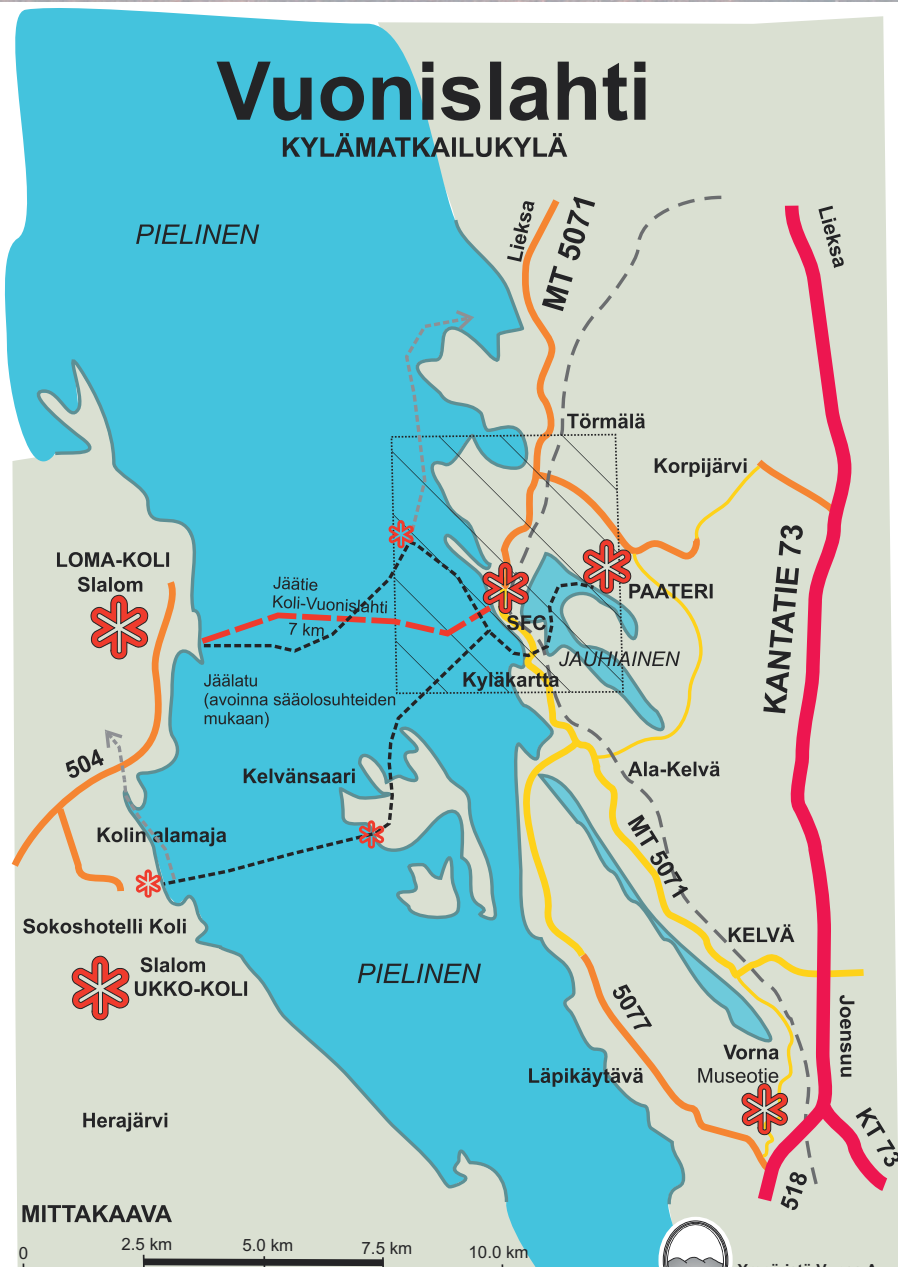 Vuonislahti
KYLÄMATKAILUKYLÄ
PIELINEN
Lieksa
MT 5071
Lieksa
Törmälä
Korpijärvi
KANTATIE 73
LOMA-KOLI
Slalom
Jäätie
Koli-Vuonislahti
7 km
PAATERI
SFC
JAUHIAINEN
Kyläkartta
Jäälatu
(avoinna sääolosuhteiden
mukaan)
504
Kelvänsaari
Ala-Kelvä
Kolin alamaja
MT 5071
Sokoshotelli Koli
KELVÄ
Slalom
UKKO-KOLI
PIELINEN
5077
Joensuu
Läpikäytävä
Vorna
Museotie
Herajärvi
KT 73
518
MITTAKAAVA
0
2.5 km
5.0 km
7.5 km
10.0 km